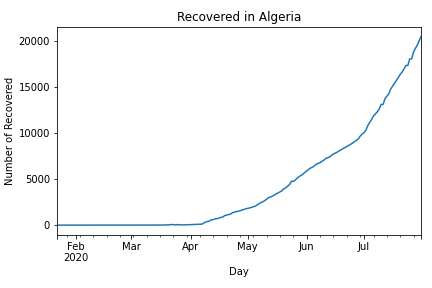 Recovered in Algeria
Number of Recovered
20000
15000
10000
5000
0
Feb
2020
Mar
Apr
May
Jun
Jul
Day